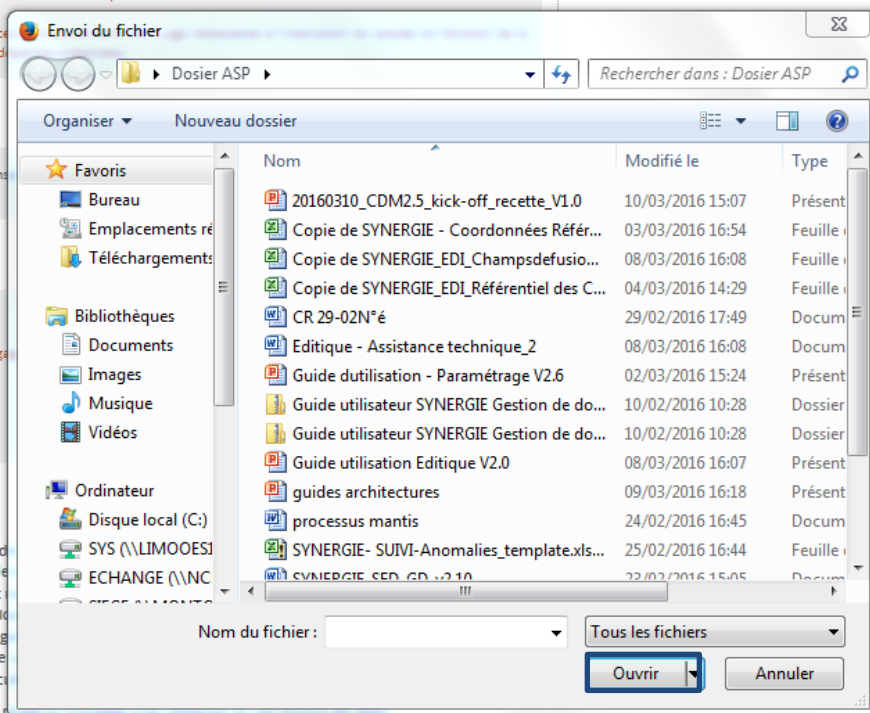 Envoi du fichier
Dosier ASP
Rechercher dans : Dosier ASP
Organiser Nouveau dossier
Nom Modifié le Type
Favoris
Bureau
Emplacements ré
Téléchargements
Bibliothèques
Documents
Images
Musique
Vidéos
Ordinateur
Disque local (C:)
SYS (\\LIMOOES1
ECHANGE (\\NC
20160310_CDM2.5_kick-off_recette_V1.0 10/03/2016 15:07 Présent
Copie de SYNERGIE - Coordonnées Référ... 03/03/2016 16:54 Feuille
Copie de SYNERGIE_EDI_Champsdefusio... 08/03/2016 16:08 Feuille
Copie de SYNERGIE_EDI_Référentiel des C... 04/03/2016 14:29 Feuille
CR 29-02N°é 29/02/2016 17:49 Docum
Editique - Assistance technique_2 08/03/2016 16:08 Docum
Guide dutilisation - Paramétrage V2.6 02/03/2016 15:24 Présent
Guide utilisateur SYNERGIE Gestion de do... 10/02/2016 10:28 Dossier
Guide utilisateur SYNERGIE Gestion de do... 10/02/2016 10:28 Dossier
Guide utilisation Editique V2.0 08/03/2016 16:07 Présent
guides architectures 09/03/2016 16:18 Présent
processus mantis 24/02/2016 16:45 Docum
SYNERGIE- SUIVI-Anomalies_template.xls... 25/02/2016 16:44 Feuille
SYNERGIE_SFD_GD_v2.10 23/02/2016 15:05 Docum
Nom du fichier :
Tous les fichiers
Ouvrir Annuler